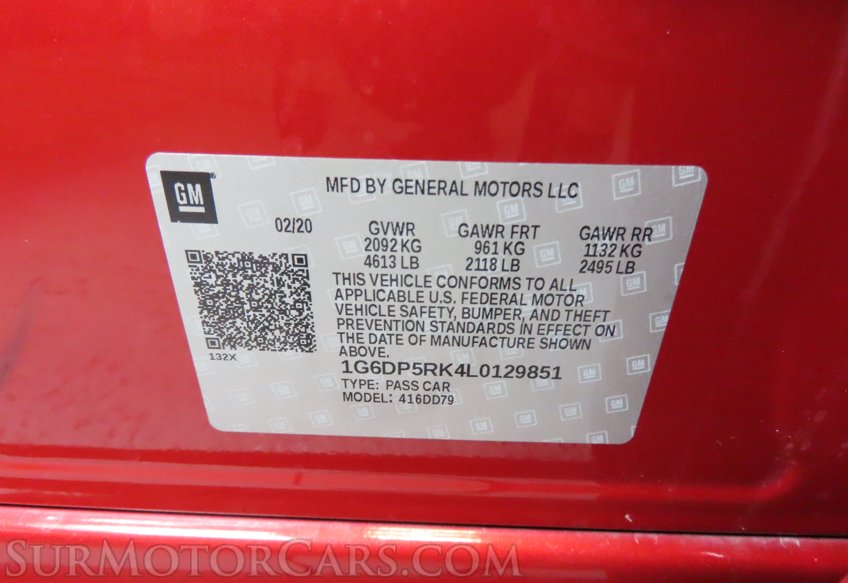 GM
MFD BY GENERAL MOTORS LLC
02/20 GVWR GAWR FRT GAWR RR
2092 KG 961 KG 1132 KG
4613 LB 2118 LB 2495 LB
THIS VEHICLE CONFORMS TO ALL
APPLICABLE U.S. FEDERAL MOTOR
VEHICLE SAFETY, BUMPER, AND THEFT
PREVENTION STANDARDS IN EFFECT ON
THE DATE OF MANUFACTURE SHOWN
ABOVE.
132X
1G6DP5RK4L0129851
TYPE: PASS CAR
MODEL: 416DD79
SURMOTORCARS.COM SURMOTORCARS.COM